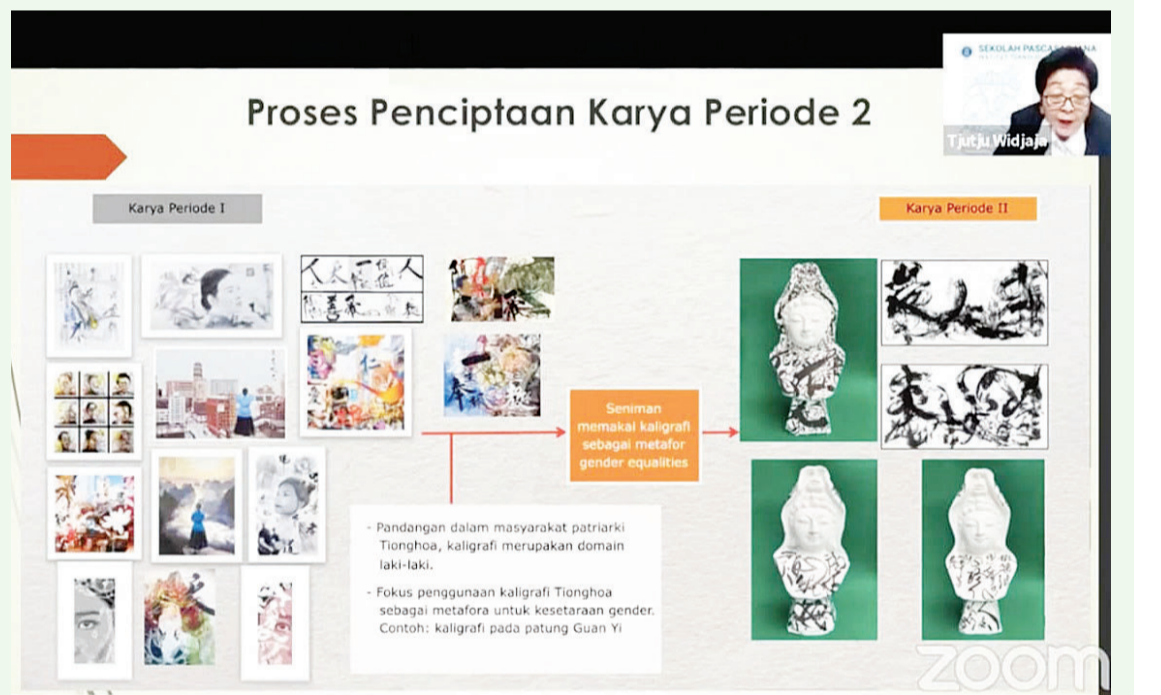 SEKOLAH PASCASARJANA
Proses Penciptaan Karya Periode 2
Tjutju Widjaja
Karya Periode I
Karya Periode II
Seniman
memakai kaligrafi
sebagai metafor
gender equalities
- Pandangan dalam masyarakat patriarki
Tionghoa, kaligrafi merupakan domain
laki-laki.
- Fokus penggunaan kaligrafi Tionghoa
sebagai metafora untuk kesetaraan gender.
Contoh: kaligrafi pada patung Guan Yi
zoom